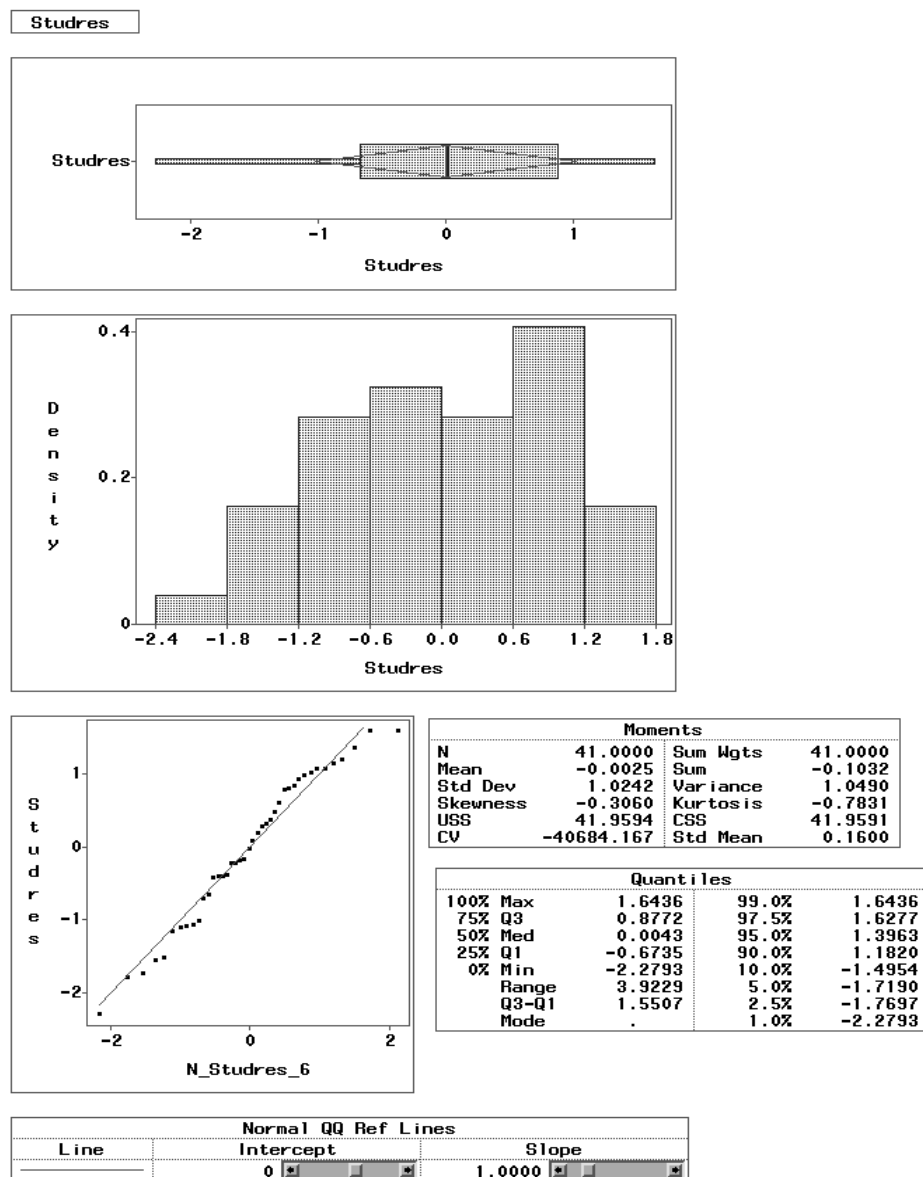 Studres
Studres
-2 -1 0 1
Studres
0.4
0.2
0
Density
-2.4 -1.8 -1.2 -0.6 0.0 0.6 1.2 1.8
Studres
Studres
1
0
-1
-2
-2 0 2
N_Studres_6
Moments
N 41.0000 Sum Wgts 41.0000
Mean -0.0025 Sum -0.1032
Std Dev 1.0242 Variance 1.0490
Skewness -0.3060 Kurtosis -0.7831
USS 41.9594 CSS 41.9591
CV -40684.167 Std Mean 0.1600
Quantiles
100% Max 1.6436 99.0% 1.6436
75% Q3 0.8772 97.5% 1.6277
50% Med 0.0043 95.0% 1.3963
25% Q1 -0.6735 90.0% 1.1820
0% Min -2.2793 10.0% -1.4954
Range 3.9229 5.0% -1.7190
Q3-Q1 1.5507 2.5% -1.7697
Mode . 1.0% -2.2793
Normal QQ Ref Lines
Line Intercept Slope
0 1.0000